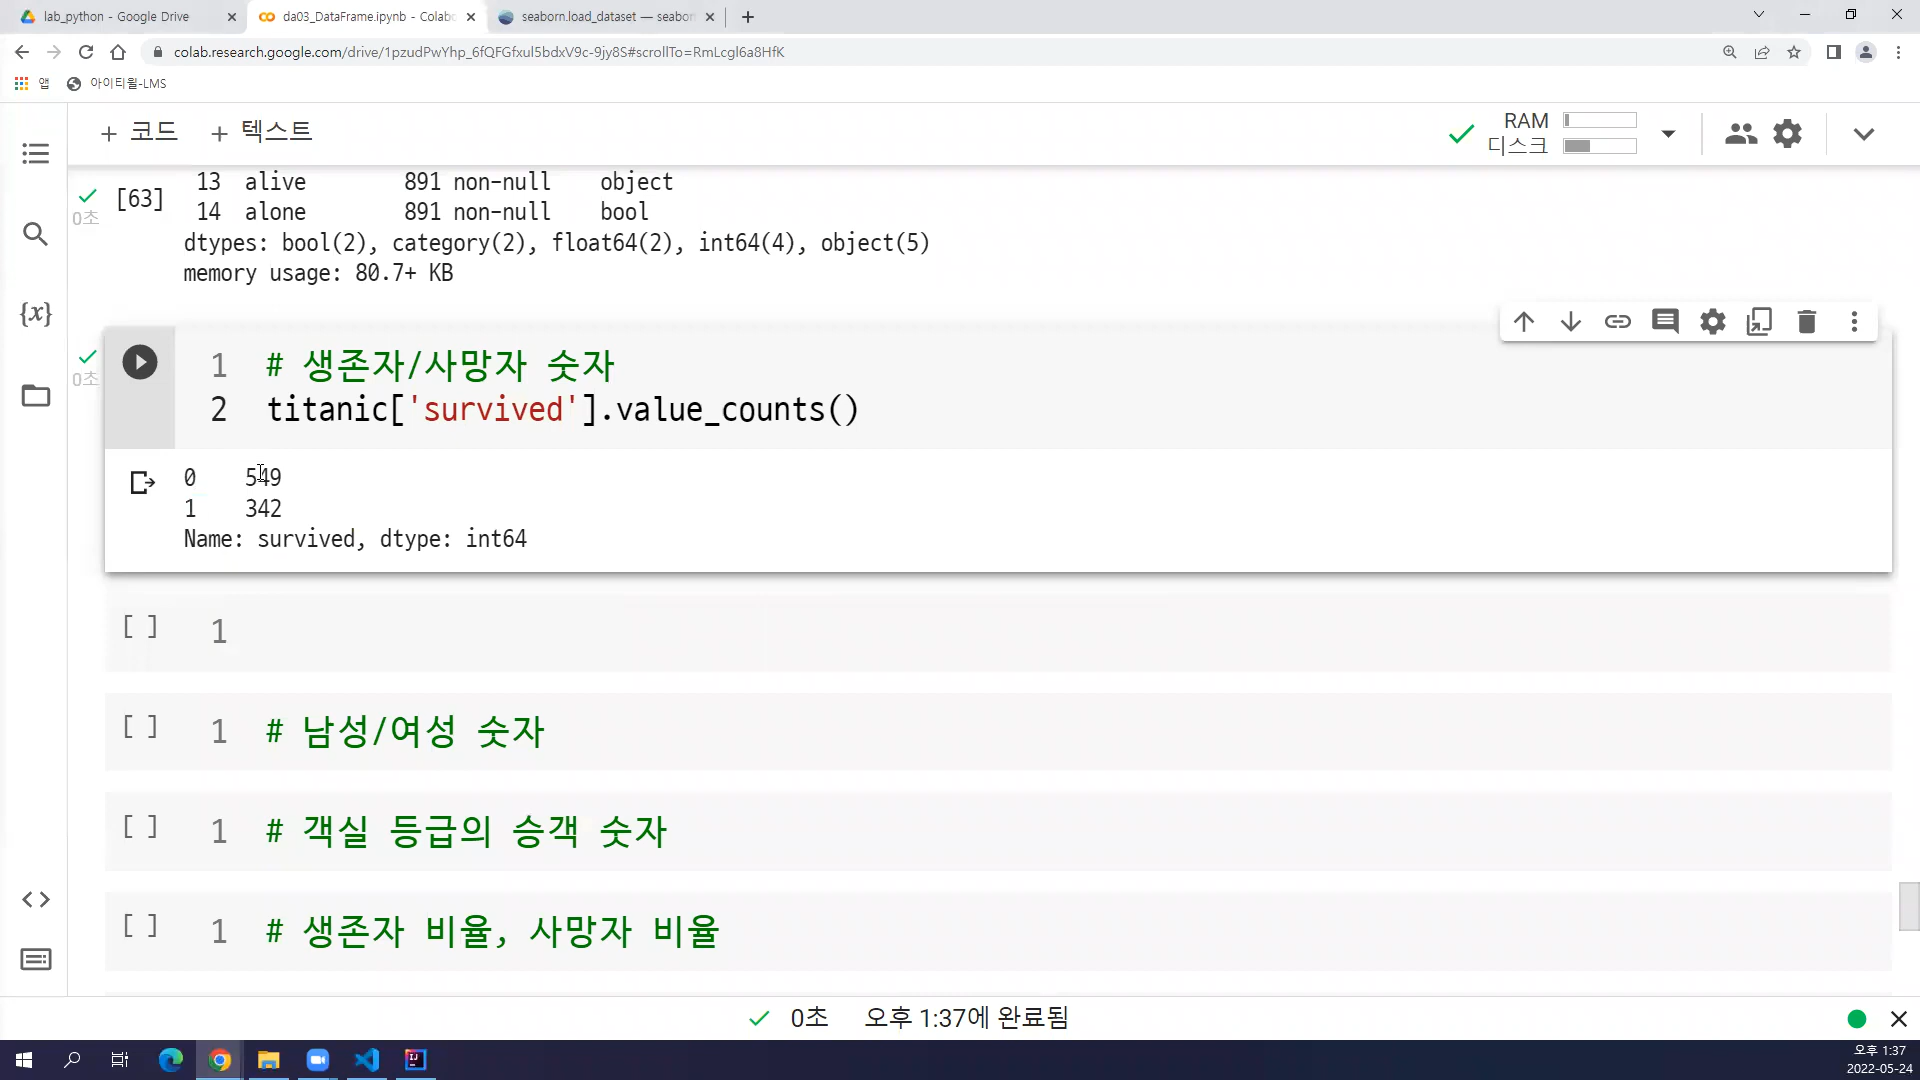 lab_python - Google Drive
da03_DataFrame.ipynb - Colabo
seaborn.load_dataset — seabor
colab.research.google.com/drive/1pzudPwYhp_6fQFGfxul5bdxV9c-9jy8S#scrollTo=RmLcgl6a8HfK
앱
아이티윌-LMS
+ 코드
+ 텍스트
RAM
디스크
[63]
0초
13 alive 891 non-null object
14 alone 891 non-null bool
dtypes: bool(2), category(2), float64(2), int64(4), object(5)
memory usage: 80.7+ KB
0초
1 # 생존자/사망자 숫자
2 titanic['survived'].value_counts()
0 549
1 342
Name: survived, dtype: int64
[ ] 1
[ ] 1 # 남성/여성 숫자
[ ] 1 # 객실 등급의 승객 숫자
[ ] 1 # 생존자 비율, 사망자 비율
0초 오후 1:37에 완료됨
오후 1:37
2022-05-24